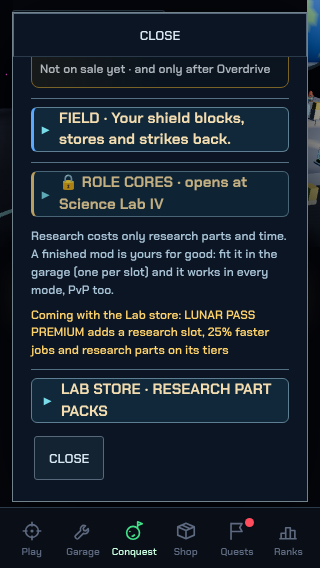 CLOSE
Not on sale yet · and only after Overdrive
► FIELD · Your shield blocks,
stores and strikes back.
► 🔒 ROLE CORES · opens at
Science Lab IV
Research costs only research parts and time.
A finished mod is yours for good: fit it in the
garage (one per slot) and it works in every
mode, PvP too.
Coming with the Lab store: LUNAR PASS
PREMIUM adds a research slot, 25% faster
jobs and research parts on its tiers
► LAB STORE · RESEARCH PART
PACKS
CLOSE
Play Garage Conquest Shop Quests Ranks